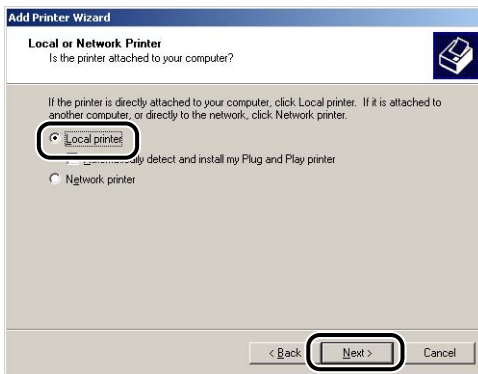 Add Printer Wizard
Local or Network Printer
Is the printer attached to your computer?
If the printer is directly attached to your computer, click Local printer. If it is attached to
another computer, or directly to the network, click Network printer.
Local printer
Automatically detect and install my Plug and Play printer
Network printer
< Back
Next >
Cancel